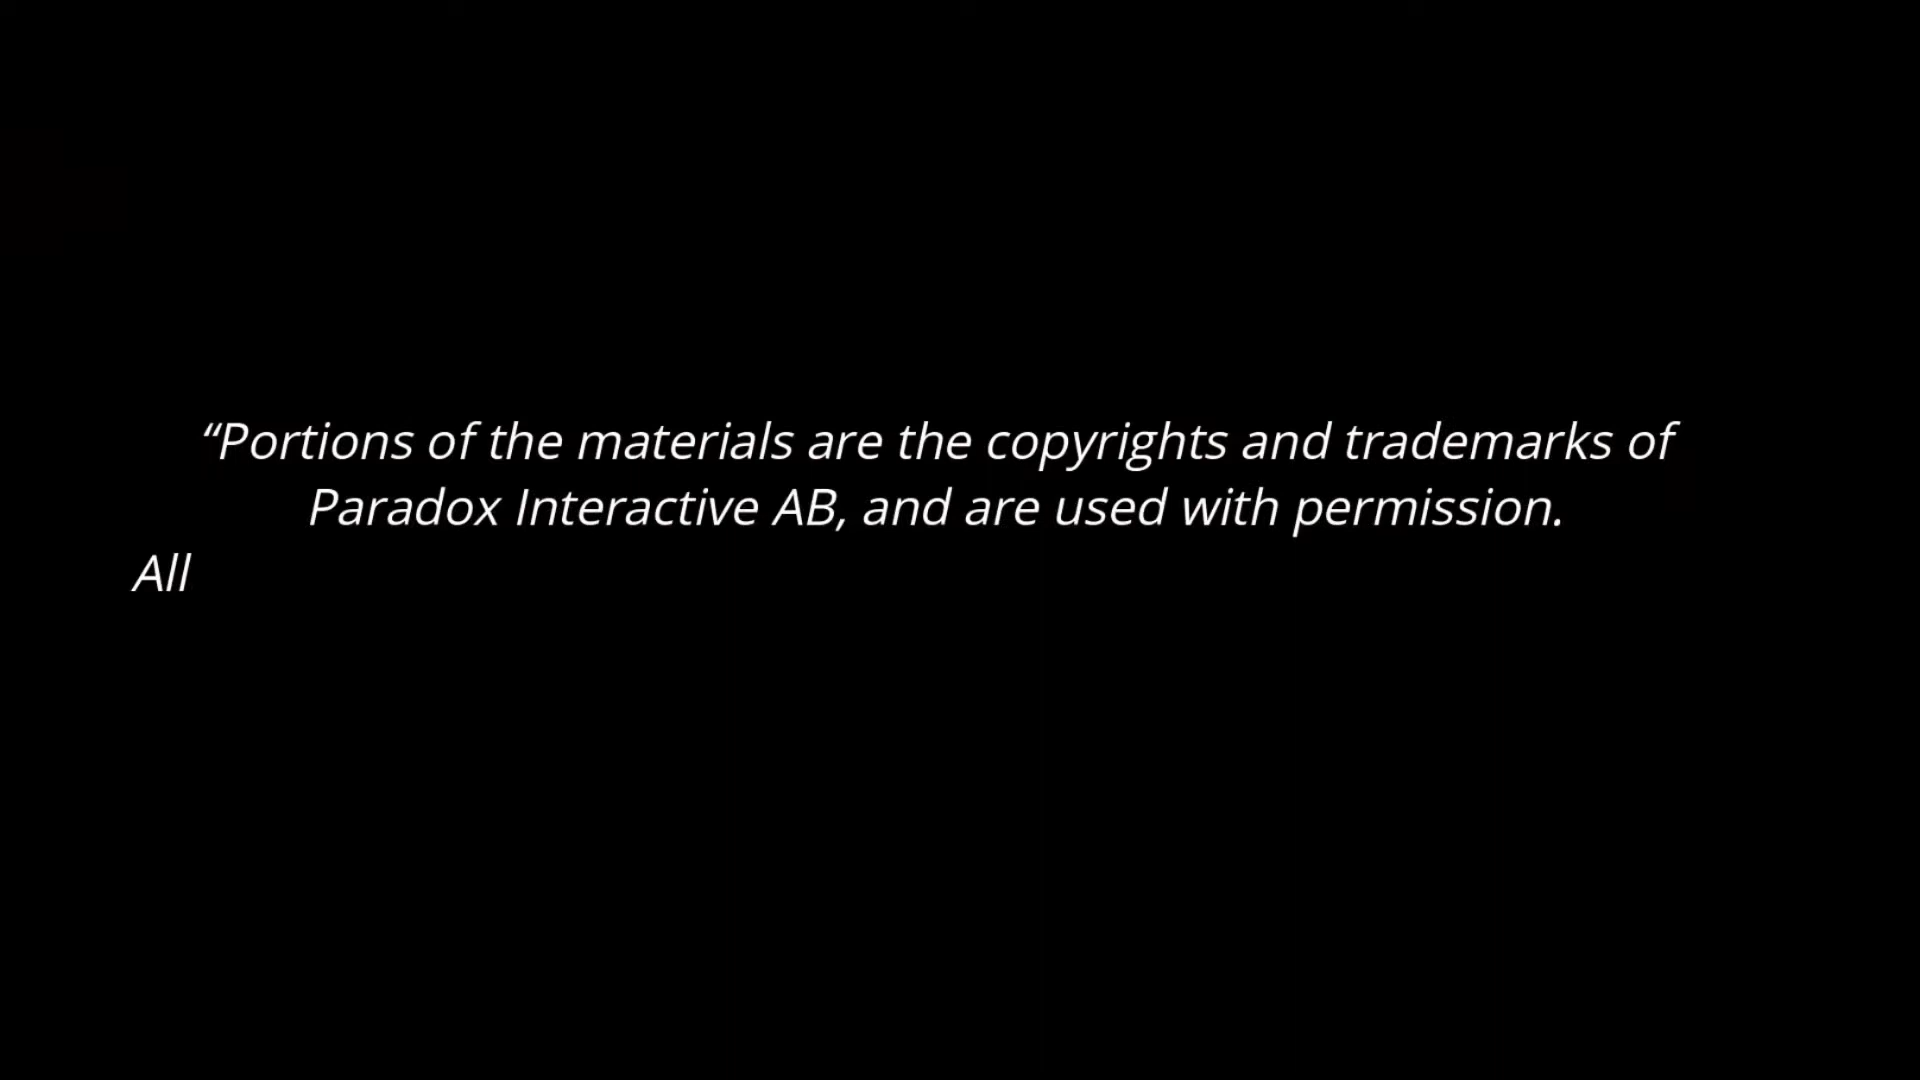 “Portions of the materials are the copyrights and trademarks of
Paradox Interactive AB, and are used with permission.
All